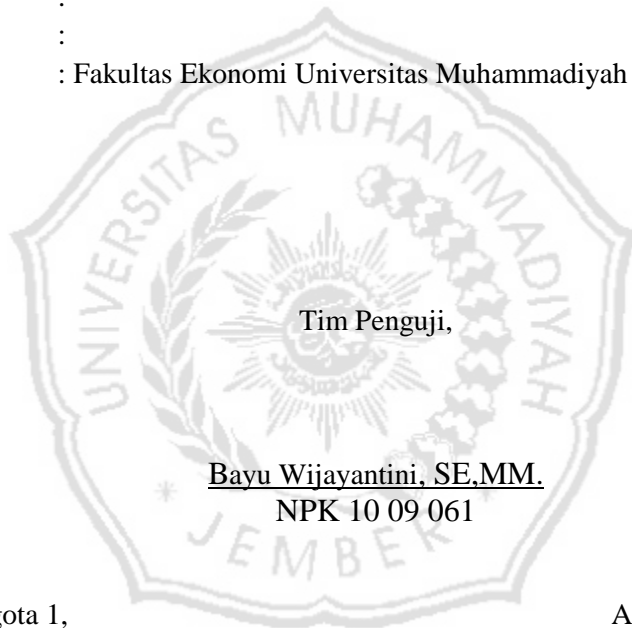 :
:
: Fakultas Ekonomi Universitas Muhammadiyah
UNIVERSITAS MUHAMMADIYAH
Tim Penguji,
Bayu Wijayantini, SE,MM.
NPK 10 09 061
JEMBER
gota 1,
A